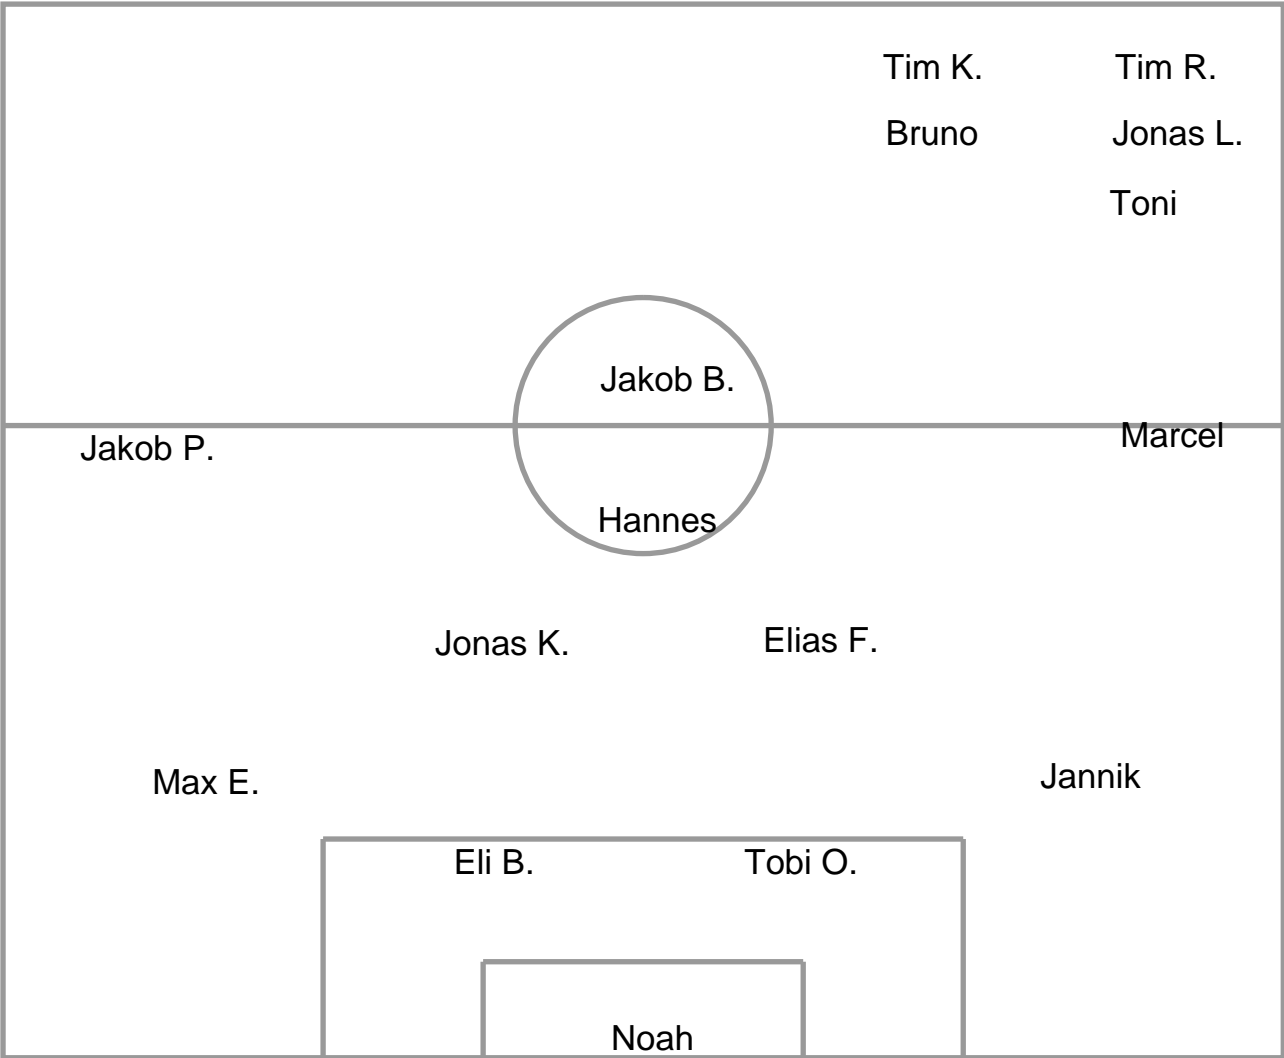 Tim K. Tim R.
Bruno Jonas L.
Toni
Jakob B.
Jakob P. Marcel
Hannes
Jonas K. Elias F.
Max E. Jannik
Eli B. Tobi O.
Noah